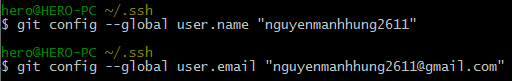 hero@HERO-PC ~/.ssh
$ git config --global user.name "nguyenmanhhung2611"
hero@HERO-PC ~/.ssh
$ git config --global user.email "nguyenmanhhung2611@gmail.com"